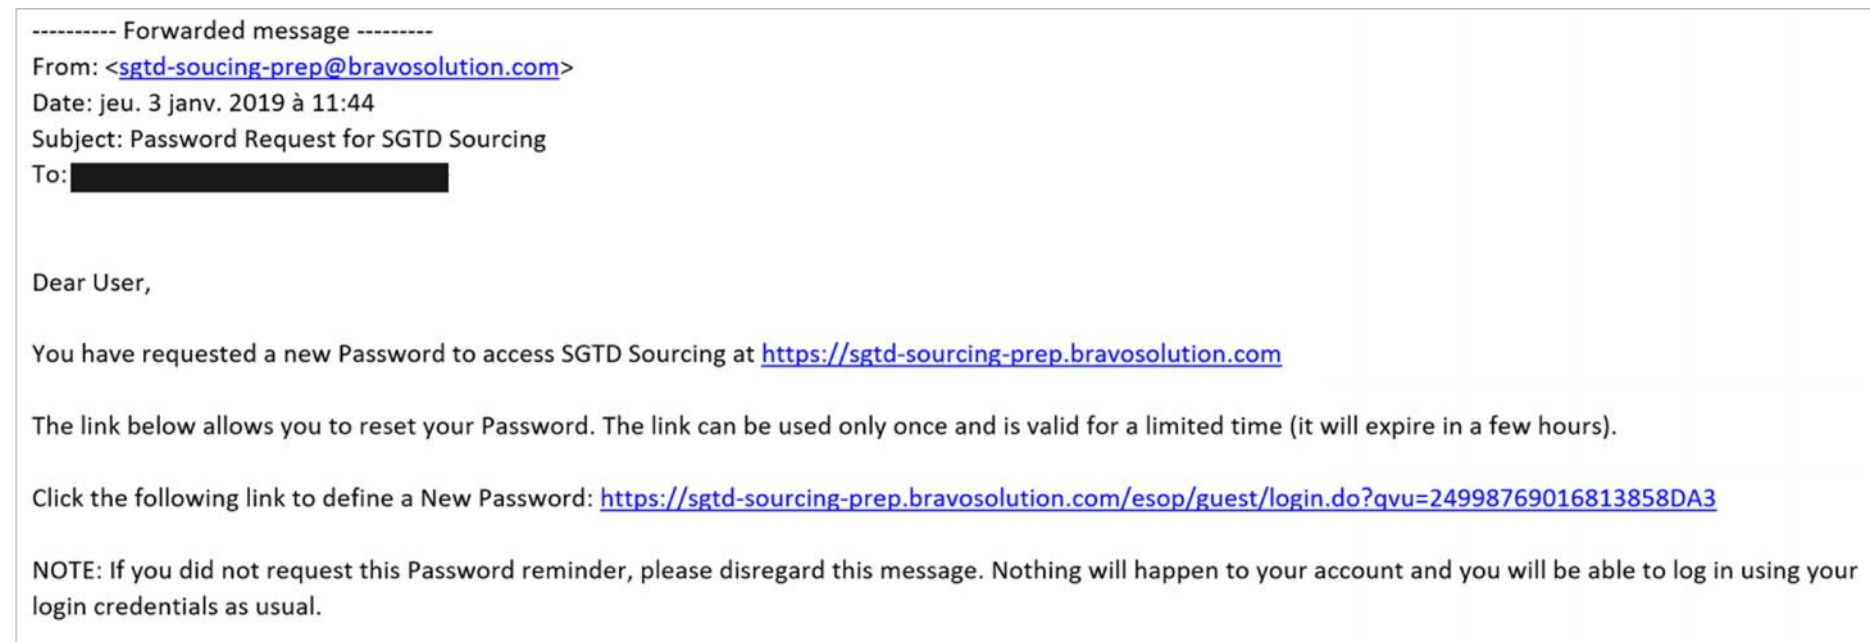 ---------- Forwarded message ---------
From: <sgtd-soucing-prep@bravosolution.com>
Date: jeu. 3 janv. 2019 à 11:44
Subject: Password Request for SGTD Sourcing
To:
Dear User,
You have requested a new Password to access SGTD Sourcing at https://sgtd-sourcing-prep.bravosolution.com
The link below allows you to reset your Password. The link can be used only once and is valid for a limited time (it will expire in a few hours).
Click the following link to define a New Password: https://sgtd-sourcing-prep.bravosolution.com/esop/guest/login.do?qvu=24998769016813858DA3
NOTE: If you did not request this Password reminder, please disregard this message. Nothing will happen to your account and you will be able to log in using your
login credentials as usual.